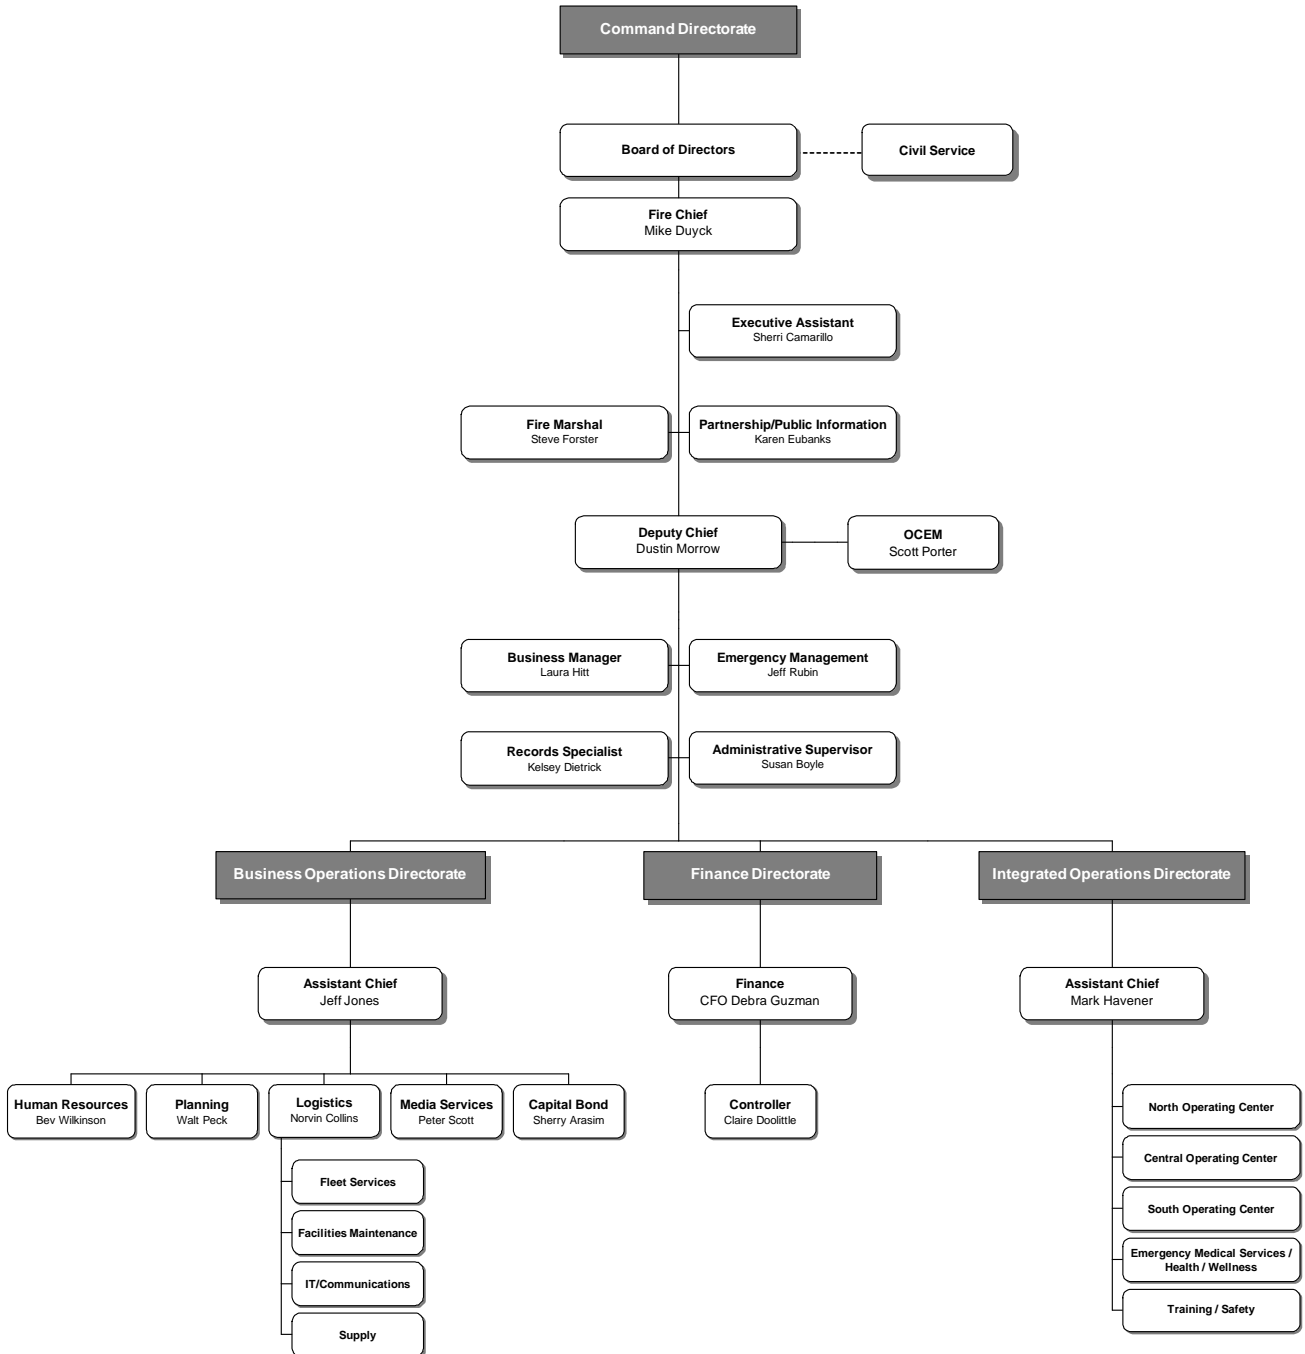 Command Directorate
Board of Directors
Civil Service
Fire Chief
Mike Duyck
Executive Assistant
Sherri Camarillo
Fire Marshal
Steve Forster
Partnership/Public Information
Karen Eubanks
Deputy Chief
Dustin Morrow
OCEM
Scott Porter
Business Manager
Laura Hitt
Emergency Management
Jeff Rubin
Records Specialist
Kelsey Dietrick
Administrative Supervisor
Susan Boyle
Business Operations Directorate
Finance Directorate
Integrated Operations Directorate
Assistant Chief
Jeff Jones
Finance
CFO Debra Guzman
Assistant Chief
Mark Havener
Human Resources
Bev Wilkinson
Planning
Walt Peck
Logistics
Norvin Collins
Media Services
Peter Scott
Capital Bond
Sherry Arasim
Controller
Claire Doolittle
Fleet Services
Facilities Maintenance
IT/Communications
Supply
North Operating Center
Central Operating Center
South Operating Center
Emergency Medical Services /
Health / Wellness
Training / Safety